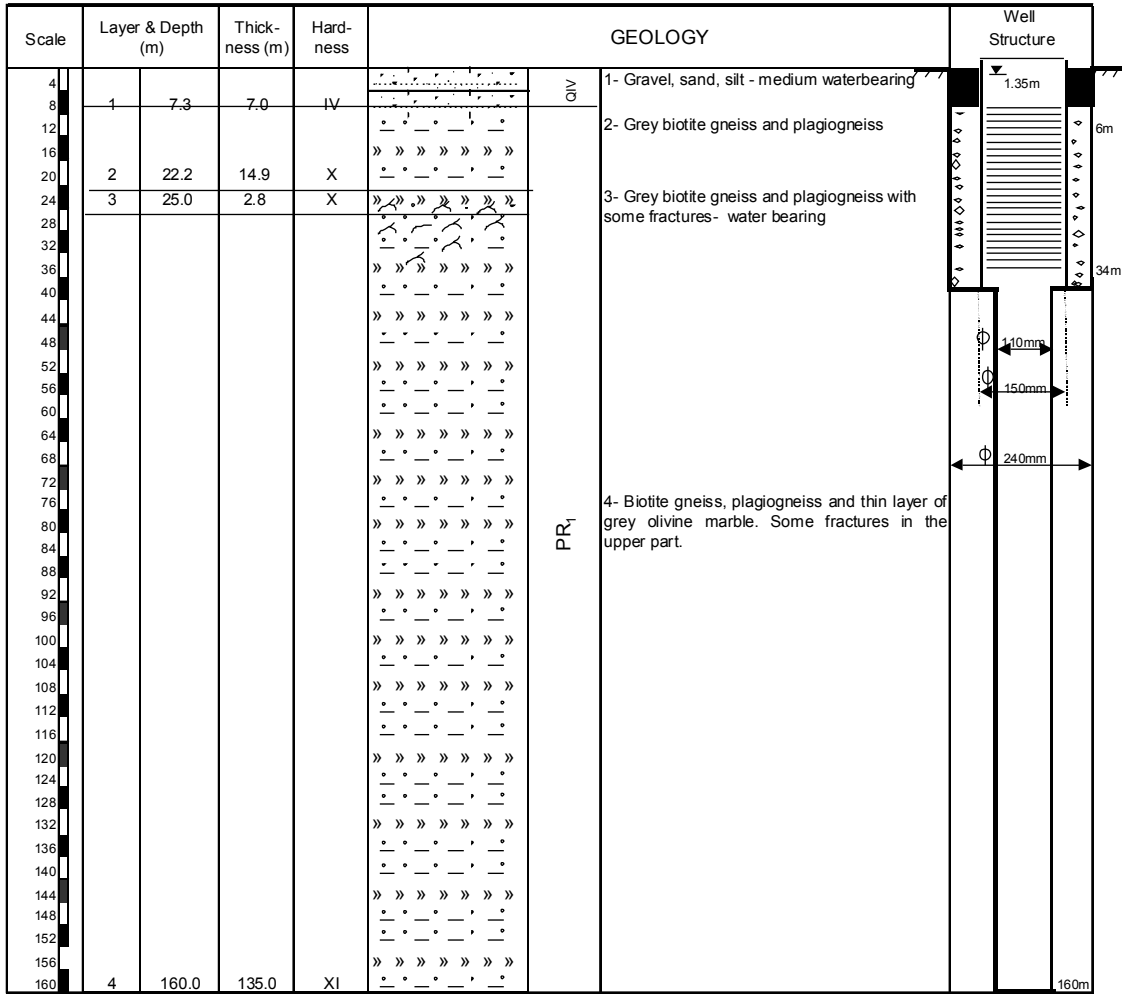 Scale
Layer & Depth
(m)
Thick-
ness (m)
Hard-
ness
GEOLOGY
Well
Structure
4
8
12
16
20
24
28
32
36
40
44
48
52
56
60
64
68
72
76
80
84
88
92
96
100
104
108
112
116
120
124
128
132
136
140
144
148
152
156
160
1 7.3 7.0 IV
2 22.2 14.9 X
3 25.0 2.8 X
4 160.0 135.0 XI
QIV
PR1
1- Gravel, sand, silt - medium waterbearing
2- Grey biotite gneiss and plagiogneiss
3- Grey biotite gneiss and plagiogneiss with
some fractures- water bearing
4- Biotite gneiss, plagiogneiss and thin layer of
grey olivine marble. Some fractures in the
upper part.
1.35m
6m
34m
ϕ 110mm
ϕ 150mm
ϕ 240mm
160m